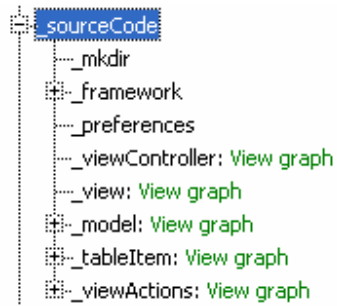 _sourceCode
_mkdir
_framework
_preferences
_viewController: View graph
_view: View graph
_model: View graph
_tableItem: View graph
_viewActions: View graph